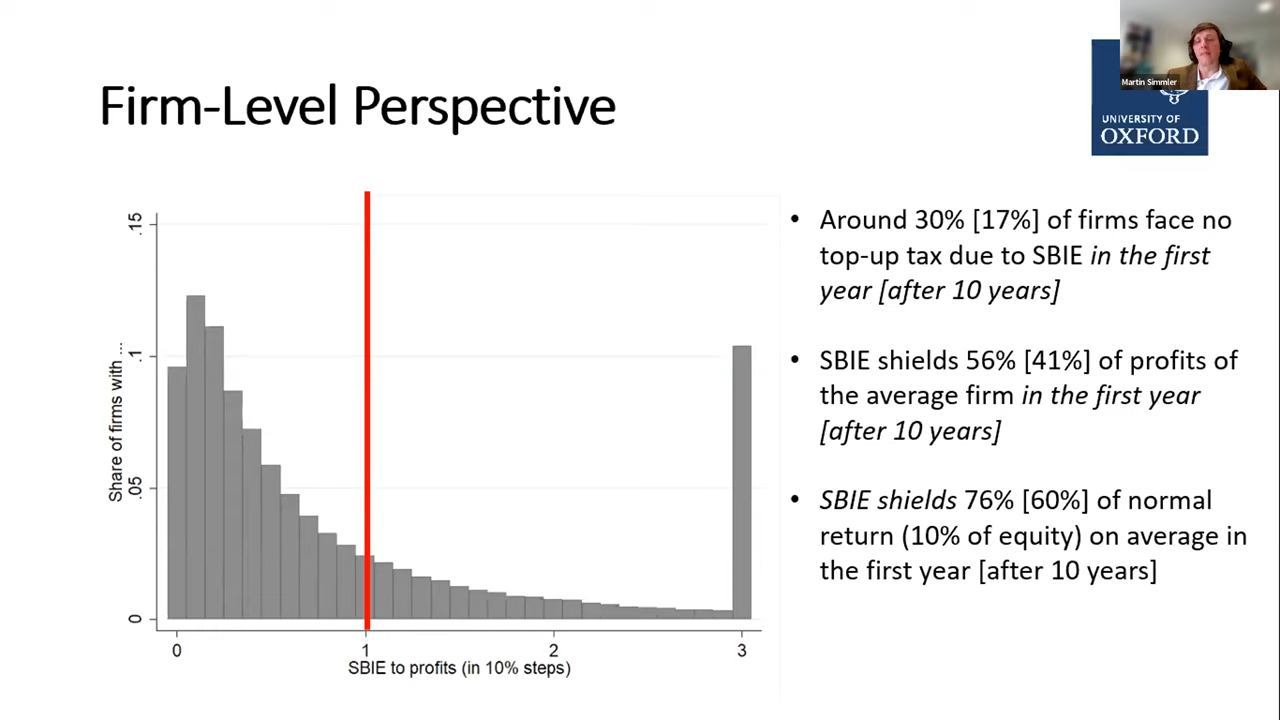 Martin Simmler
Firm-Level Perspective
UNIVERSITY OF
OXFORD
Share of firms with ...
.15
.1
.05
0
0 1 2 3
SBIE to profits (in 10% steps)
• Around 30% [17%] of firms face no
top-up tax due to SBIE in the first
year [after 10 years]
• SBIE shields 56% [41%] of profits of
the average firm in the first year
[after 10 years]
• SBIE shields 76% [60%] of normal
return (10% of equity) on average in
the first year [after 10 years]